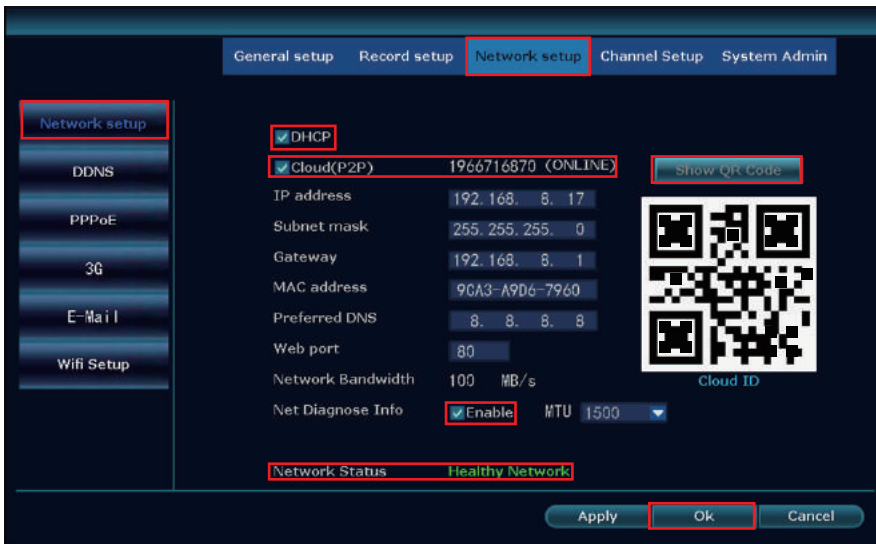 General setup Record setup Network setup Channel Setup System Admin
Network setup
DDNS
PPPoE
3G
E-Mail
Wifi Setup
DHCP
Cloud(P2P) 1966716870 (ONLINE)
Show QR Code
IP address 192.168. 8. 17
Subnet mask 255.255.255. 0
Gateway 192.168. 8. 1
MAC address 9CA3-A9D6-7960
Preferred DNS 8. 8. 8. 8
Web port 80
Network Bandwidth 100 MB/s
Cloud ID
Net Diagnose Info Enable MTU 1500
Network Status Healthy Network
Apply Ok Cancel